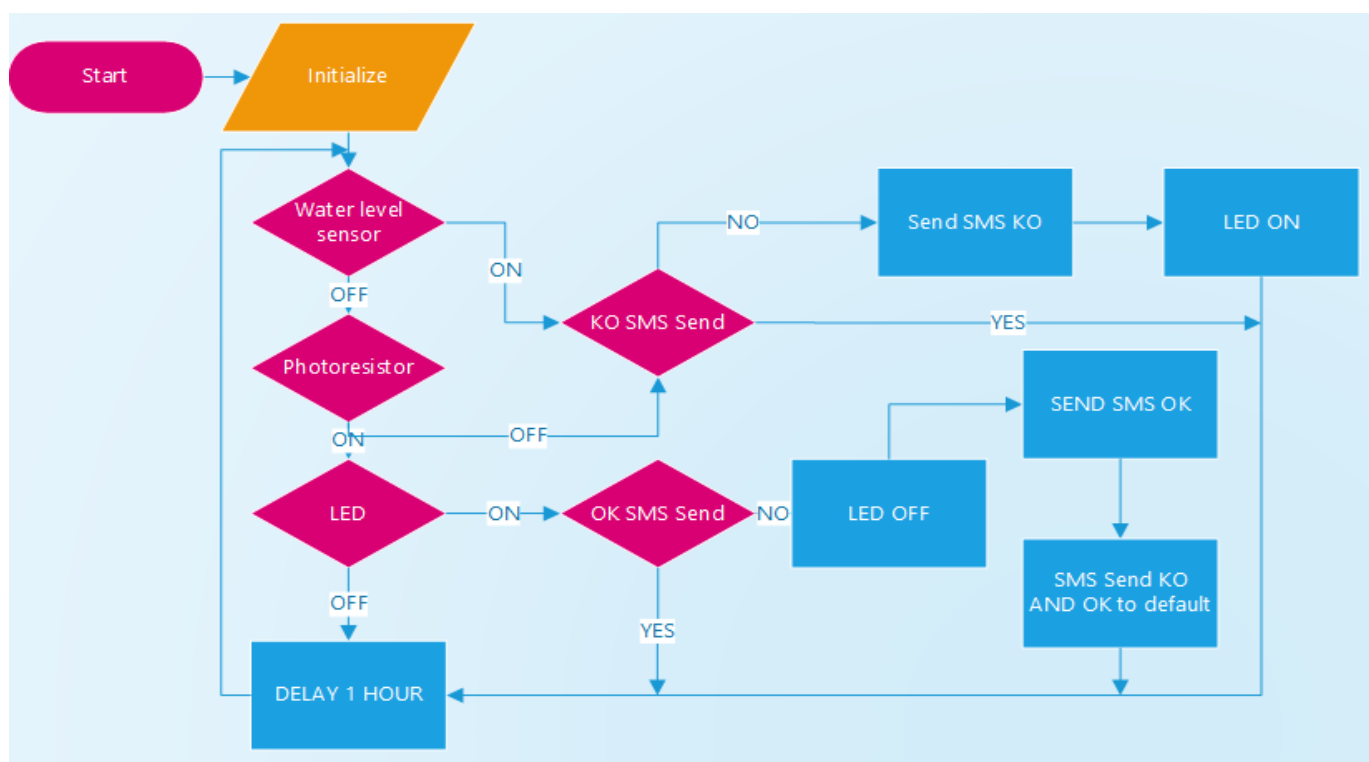 Start
Initialize
Water level
sensor
ON
OFF
NO
Send SMS KO
LED ON
KO SMS Send
YES
Photoresistor
ON
OFF
SEND SMS OK
LED
ON
OK SMS Send
NO
LED OFF
OFF
YES
SMS Send KO
AND OK to default
DELAY 1 HOUR